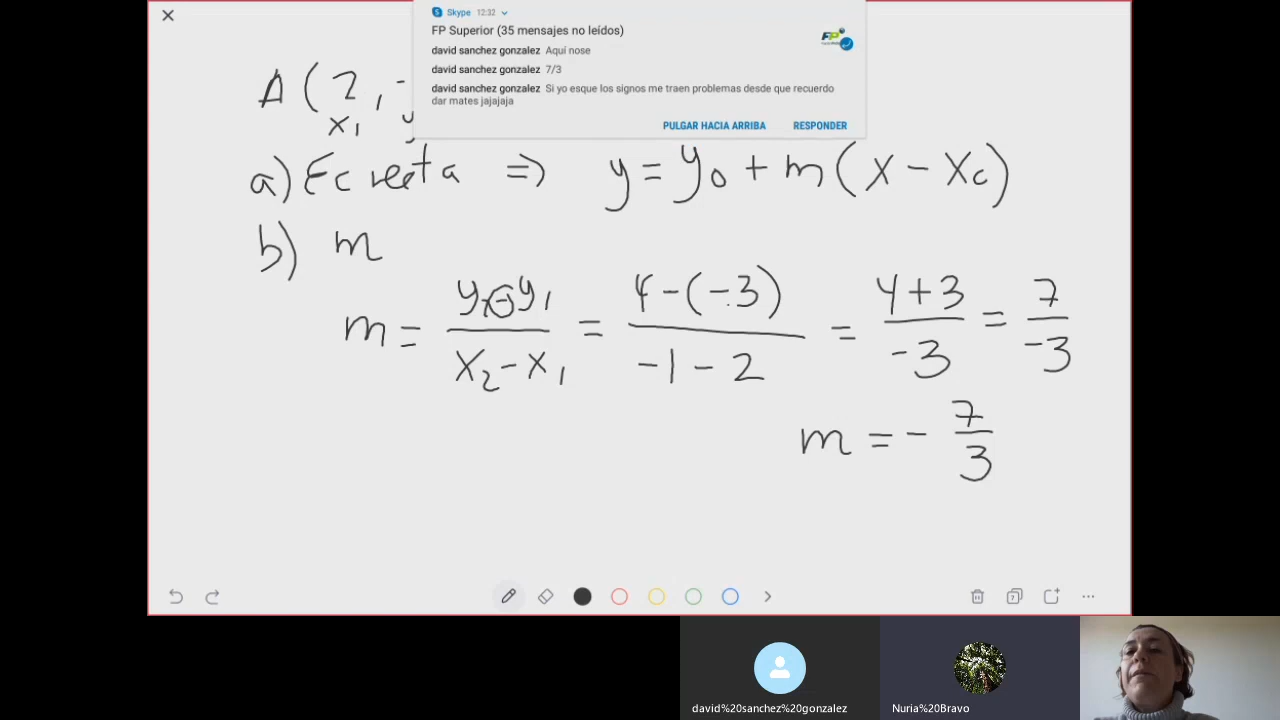 Skype 12:32
FP Superior (35 mensajes no leídos)
david sanchez gonzalez Aquí nose
david sanchez gonzalez 7/3
david sanchez gonzalez Si yo esque los signos me traen problemas desde que recuerdo
dar mates jajajaja
PULGAR HACIA ARRIBA RESPONDER
A ( 2 , -
x₁ y
a) Ec recta ⇒ y = y₀ + m ( x - x₀ )
b) m
m = (y₂ - y₁)/(x₂ - x₁) = (4 - (-3))/(-1 - 2) = (4 + 3)/(-3) = 7/(-3)
m = - 7/3
7
david%20sanchez%20gonzalez
Nuria%20Bravo